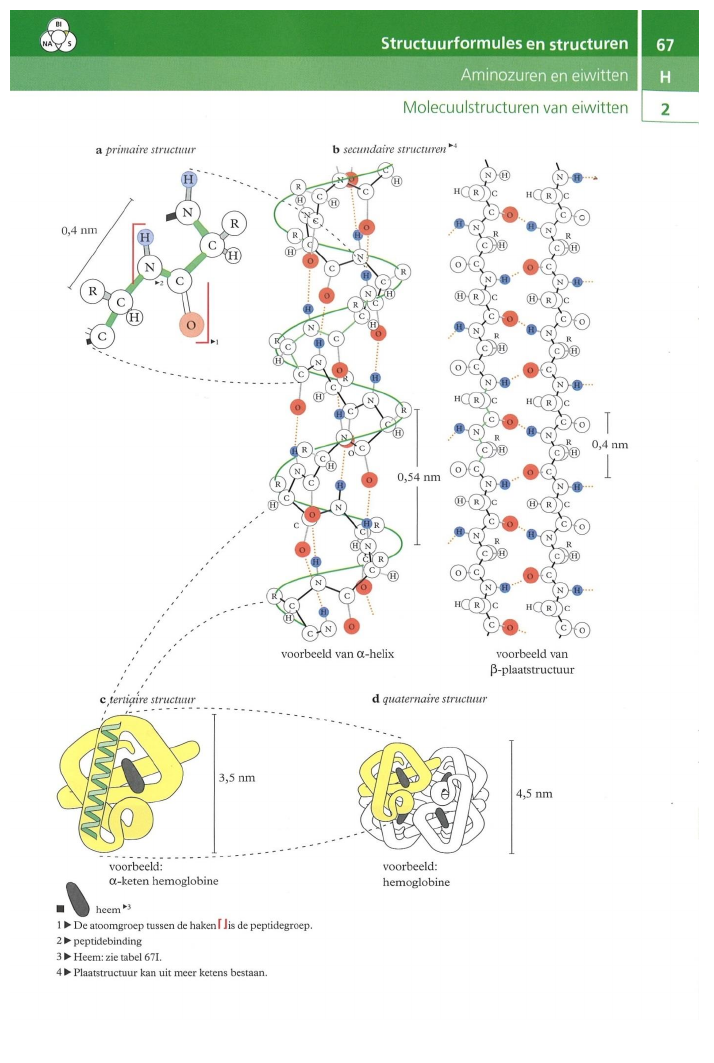 BI
NA S
Structuurformules en structuren 67
Aminozuren en eiwitten H
Molecuulstructuren van eiwitten 2
a primaire structuur
b secundaire structuren ►4
0,4 nm
H
N
R
H
C
H
N
►2
C
R
C
H
O
C
►1
0,54 nm
0,4 nm
voorbeeld van α-helix
voorbeeld van
β-plaatstructuur
c tertiaire structuur
d quaternaire structuur
3,5 nm
4,5 nm
voorbeeld:
α-keten hemoglobine
voorbeeld:
hemoglobine
heem ►3
1 ► De atoomgroep tussen de haken ⌈ ⌋ is de peptidegroep.
2 ► peptidebinding
3 ► Heem: zie tabel 67I.
4 ► Plaatstructuur kan uit meer ketens bestaan.